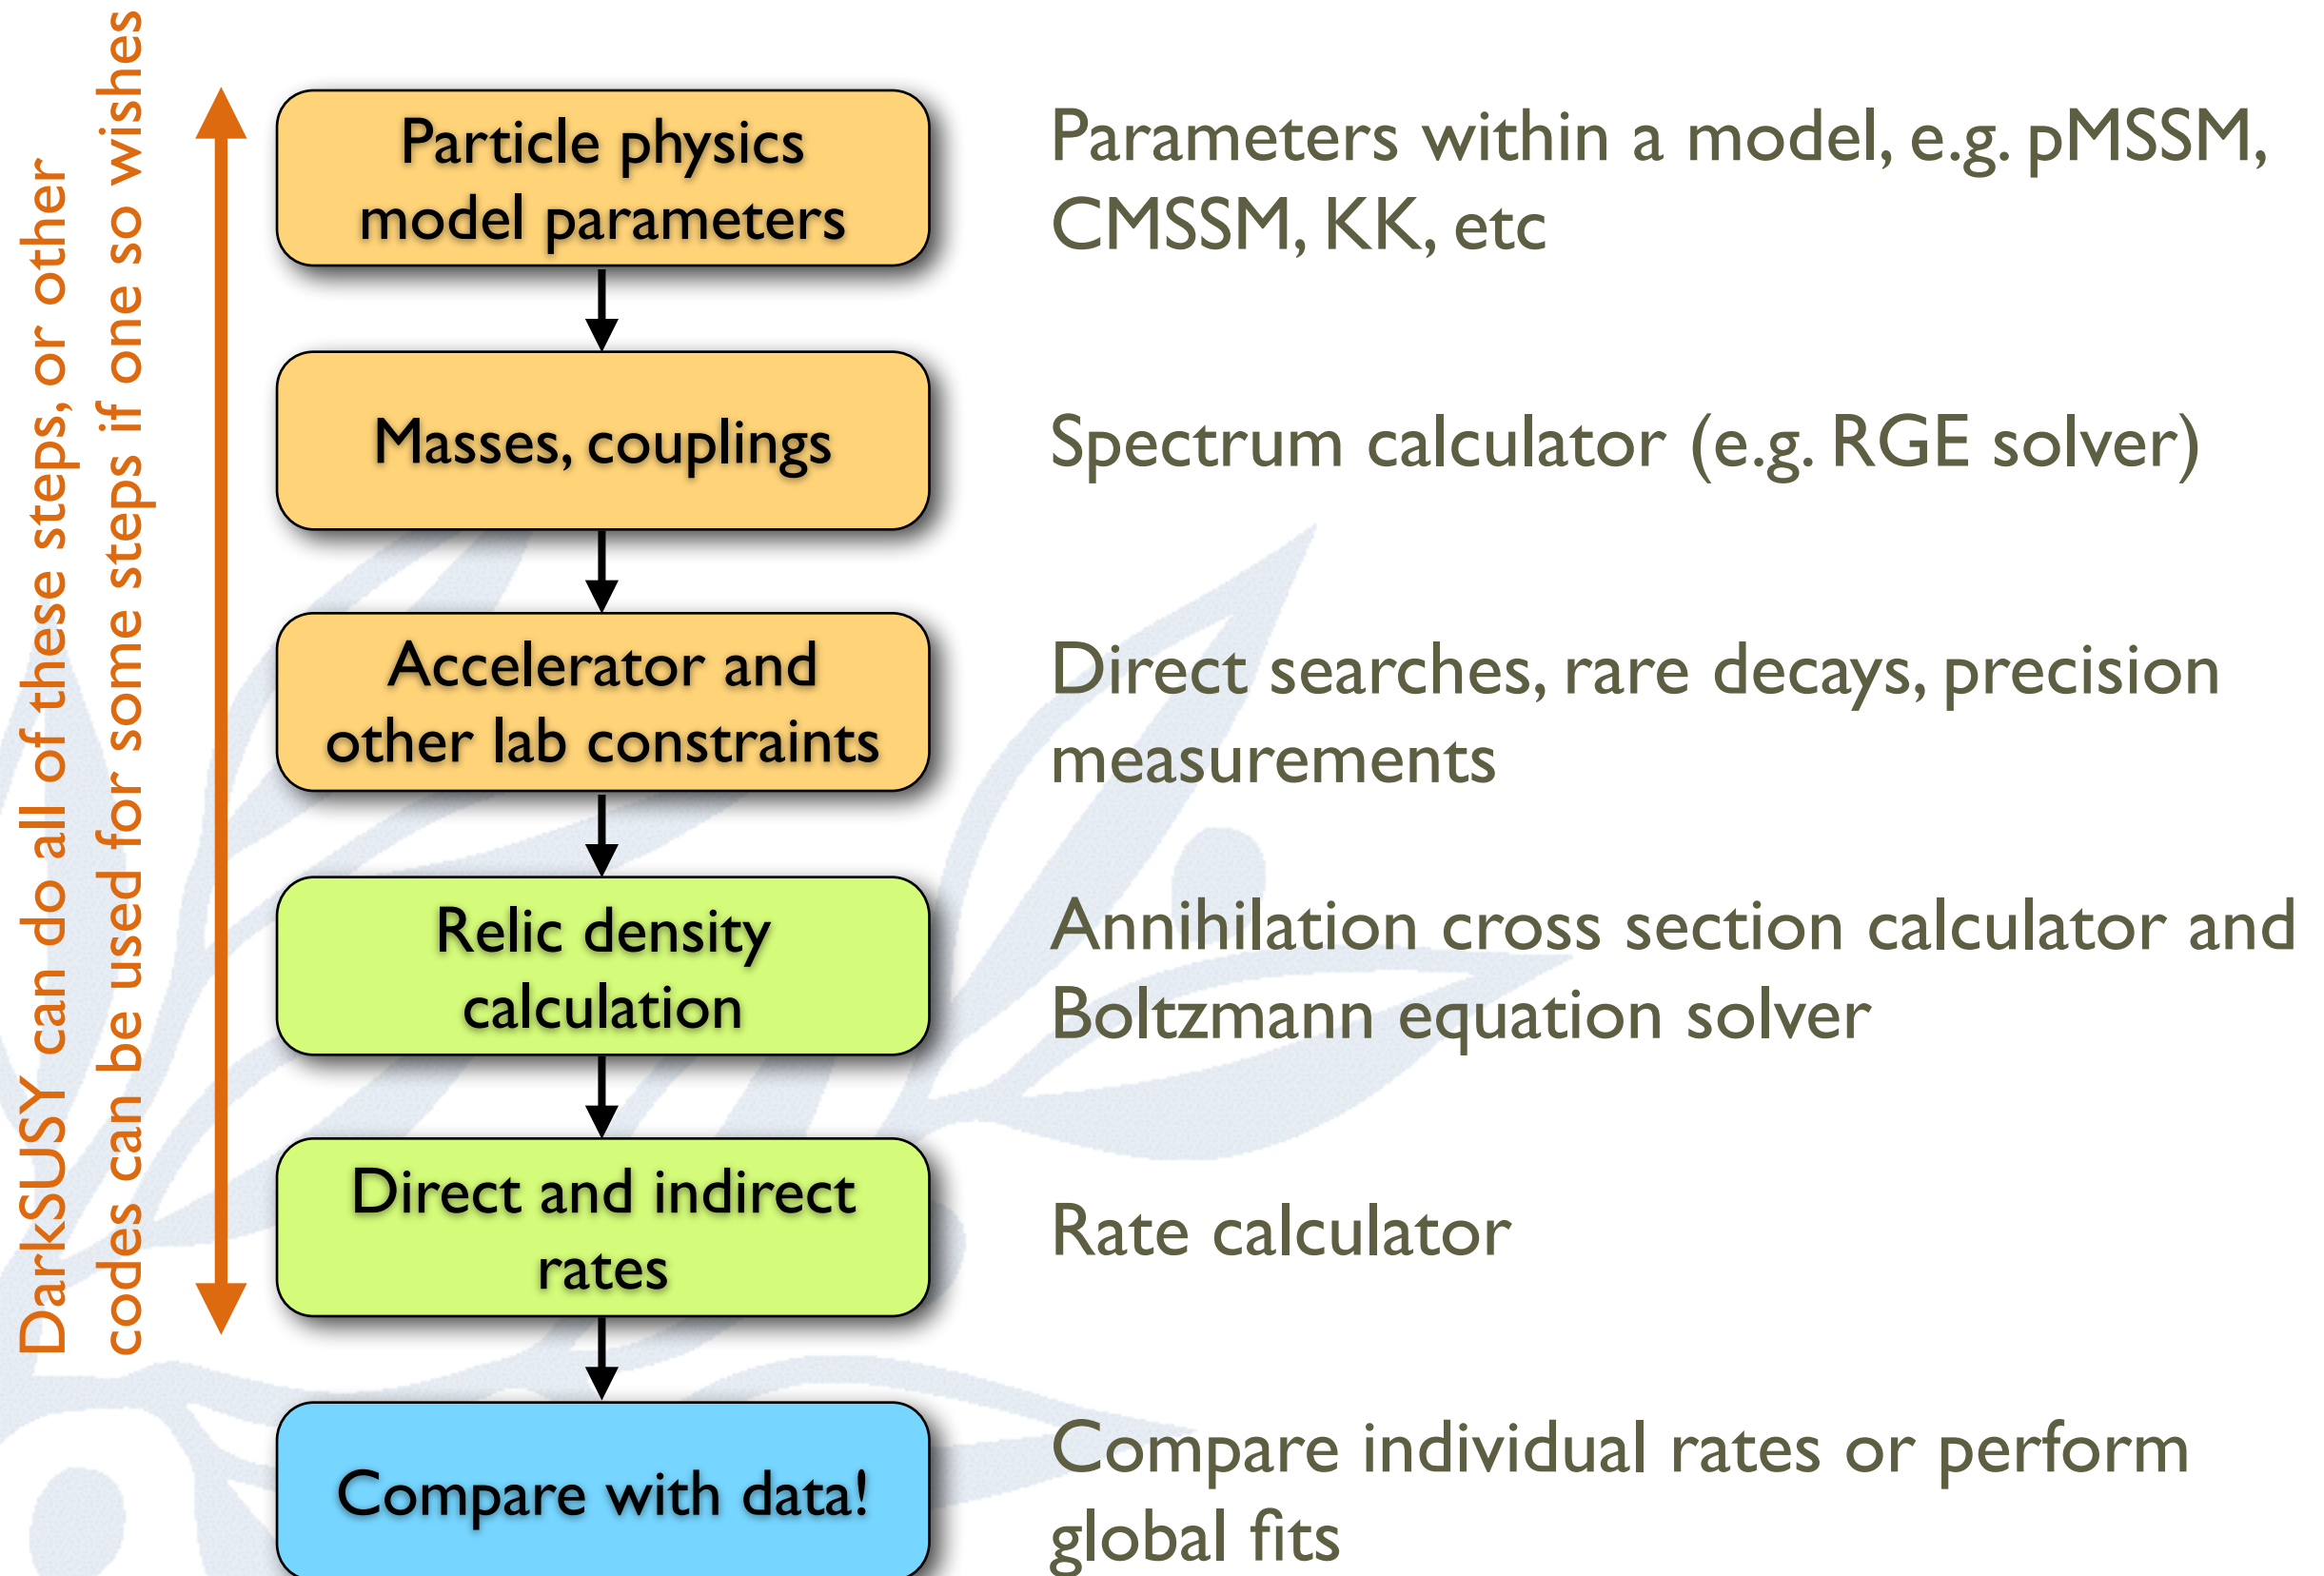 DarkSUSY can do all of these steps, or other
codes can be used for some steps if one so wishes
Particle physics
model parameters
Parameters within a model, e.g. pMSSM,
CMSSM, KK, etc
Masses, couplings
Spectrum calculator (e.g. RGE solver)
Accelerator and
other lab constraints
Direct searches, rare decays, precision
measurements
Relic density
calculation
Annihilation cross section calculator and
Boltzmann equation solver
Direct and indirect
rates
Rate calculator
Compare with data!
Compare individual rates or perform
global fits